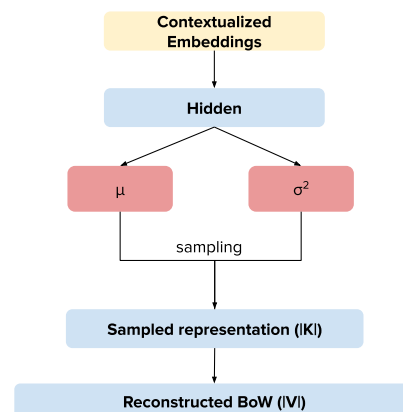 Contextualized
Embeddings
Hidden
μ
σ²
sampling
Sampled representation (|K|)
Reconstructed BoW (|V|)